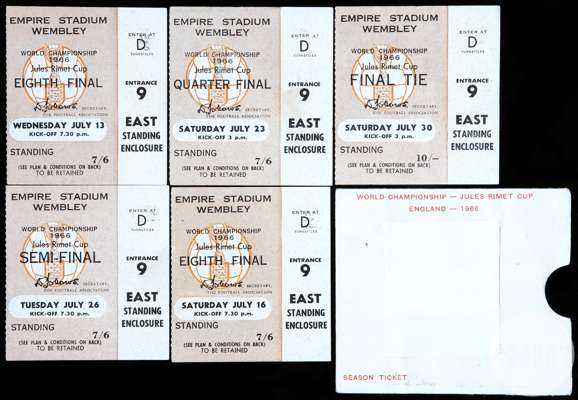 EMPIRE STADIUM
WEMBLEY
WORLD CHAMPIONSHIP
1966
Jules Rimet Cup
EIGHTH FINAL
SECRETARY,
THE FOOTBALL ASSOCIATION
WEDNESDAY JULY 13
KICK-OFF 7.30 p.m.
STANDING
7/6
(SEE PLAN & CONDITIONS ON BACK)
TO BE RETAINED
ENTER AT
D
TURNSTILES
ENTRANCE
9
EAST
STANDING
ENCLOSURE
EMPIRE STADIUM
WEMBLEY
WORLD CHAMPIONSHIP
1966
Jules Rimet Cup
QUARTER FINAL
SECRETARY,
THE FOOTBALL ASSOCIATION
SATURDAY JULY 23
KICK-OFF 3 p.m.
STANDING
7/6
(SEE PLAN & CONDITIONS ON BACK)
TO BE RETAINED
ENTER AT
D
TURNSTILES
ENTRANCE
9
EAST
STANDING
ENCLOSURE
EMPIRE STADIUM
WEMBLEY
WORLD CHAMPIONSHIP
1966
Jules Rimet Cup
FINAL TIE
SECRETARY,
THE FOOTBALL ASSOCIATION
SATURDAY JULY 30
KICK-OFF 3 p.m.
STANDING
10/-
(SEE PLAN & CONDITIONS ON BACK)
TO BE RETAINED
ENTER AT
D
TURNSTILES
ENTRANCE
9
EAST
STANDING
ENCLOSURE
EMPIRE STADIUM
WEMBLEY
WORLD CHAMPIONSHIP
1966
Jules Rimet Cup
SEMI-FINAL
SECRETARY,
THE FOOTBALL ASSOCIATION
TUESDAY JULY 26
KICK-OFF 7.30 p.m.
STANDING
7/6
(SEE PLAN & CONDITIONS ON BACK)
TO BE RETAINED
ENTER AT
D
TURNSTILES
ENTRANCE
9
EAST
STANDING
ENCLOSURE
EMPIRE STADIUM
WEMBLEY
WORLD CHAMPIONSHIP
1966
Jules Rimet Cup
EIGHTH FINAL
SECRETARY,
THE FOOTBALL ASSOCIATION
SATURDAY JULY 16
KICK-OFF 7.30 p.m.
STANDING
7/6
(SEE PLAN & CONDITIONS ON BACK)
TO BE RETAINED
ENTER AT
D
TURNSTILES
ENTRANCE
9
EAST
STANDING
ENCLOSURE
WORLD CHAMPIONSHIP — JULES RIMET CUP
ENGLAND — 1966
SEASON TICKET